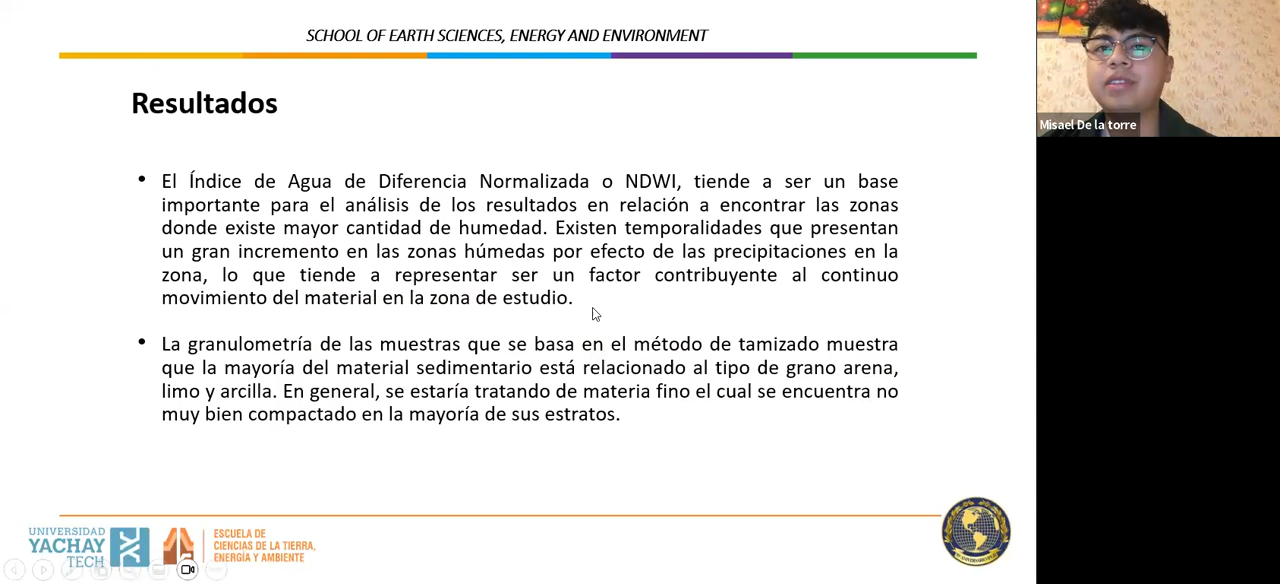 SCHOOL OF EARTH SCIENCES, ENERGY AND ENVIRONMENT
Misael De la torre
Resultados
• El Índice de Agua de Diferencia Normalizada o NDWI, tiende a ser un base
importante para el análisis de los resultados en relación a encontrar las zonas
donde existe mayor cantidad de humedad. Existen temporalidades que presentan
un gran incremento en las zonas húmedas por efecto de las precipitaciones en la
zona, lo que tiende a representar ser un factor contribuyente al continuo
movimiento del material en la zona de estudio.
• La granulometría de las muestras que se basa en el método de tamizado muestra
que la mayoría del material sedimentario está relacionado al tipo de grano arena,
limo y arcilla. En general, se estaría tratando de materia fino el cual se encuentra no
muy bien compactado en la mayoría de sus estratos.
UNIVERSIDAD
YACHAY
TECH
ESCUELA DE
CIENCIAS DE LA TIERRA,
ENERGÍA Y AMBIENTE